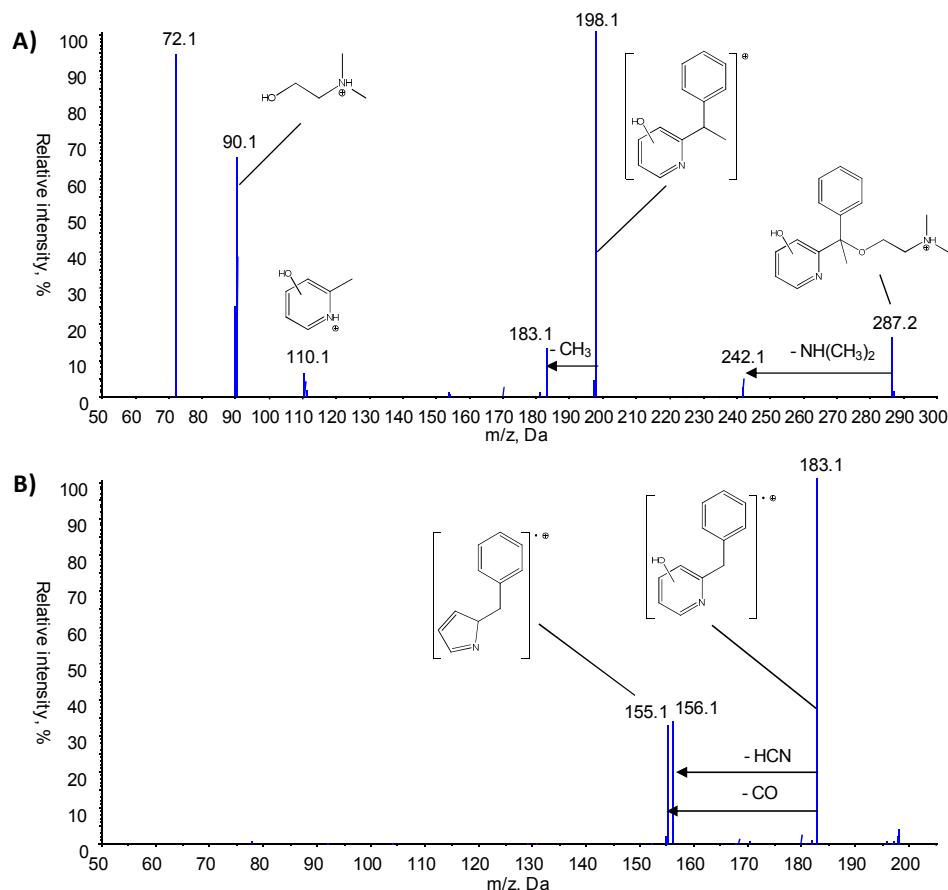 A)
Relative intensity, %
100
90
80
70
60
50
40
30
20
10
0
72.1
90.1
110.1
183.1
198.1
242.1
287.2
HO
NH
⊕
HO
NH
⊕
⊕
HO
N
HO
N
O
NH
⊕
- CH3
- NH(CH3)2
50 60 70 80 90 100 110 120 130 140 150 160 170 180 190 200 210 220 230 240 250 260 270 280 290 300
m/z, Da
B)
Relative intensity, %
100
90
80
70
60
50
40
30
20
10
0
183.1
155.1 156.1
· ⊕
N
· ⊕
HO
N
- HCN
- CO
50 60 70 80 90 100 110 120 130 140 150 160 170 180 190 200
m/z, Da